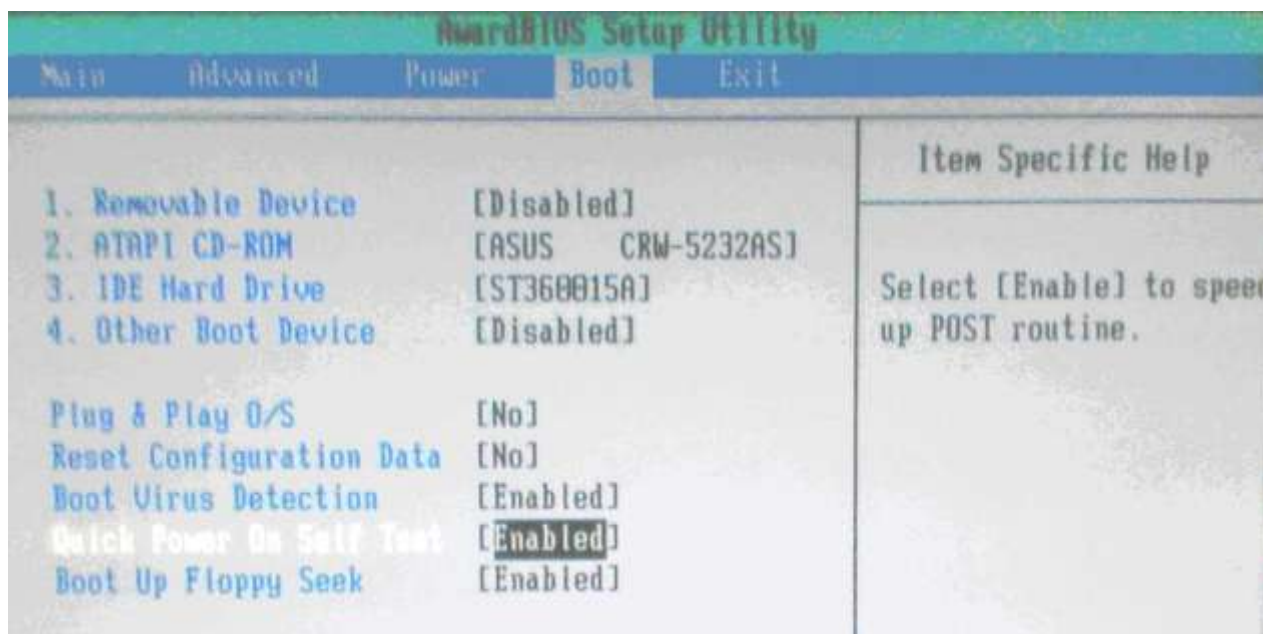 AwardBIOS Setup Utility
Main Advanced Power Boot Exit
Item Specific Help
1. Removable Device [Disabled]
2. ATAPI CD-ROM [ASUS CRW-5232AS]
3. IDE Hard Drive [ST360015A]
4. Other Boot Device [Disabled]
Select [Enable] to speed
up POST routine.
Plug & Play O/S [No]
Reset Configuration Data [No]
Boot Virus Detection [Enabled]
Quick Power On Self Test [Enabled]
Boot Up Floppy Seek [Enabled]